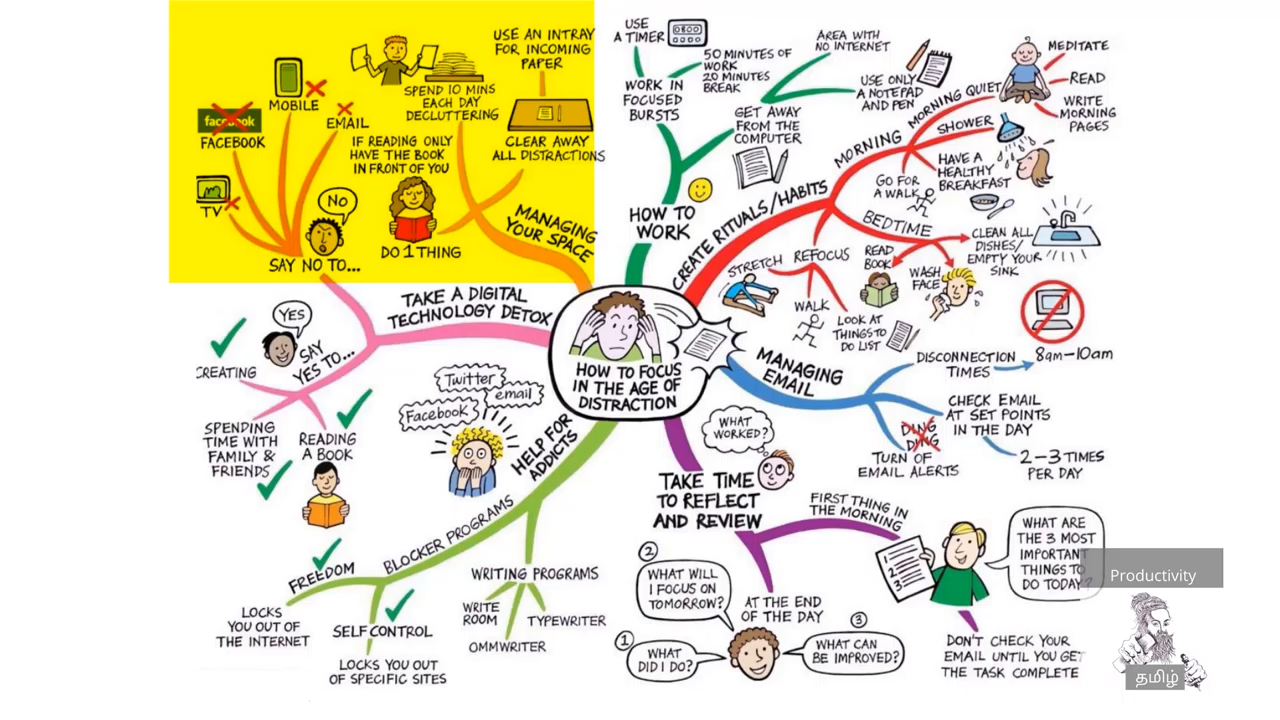 USE AN INTRAY
FOR INCOMING
PAPER
MOBILE
SPEND 10 MINS
EACH DAY
DECLUTTERING
facebook
FACEBOOK
EMAIL
IF READING ONLY
HAVE THE BOOK
IN FRONT OF YOU
CLEAR AWAY
ALL DISTRACTIONS
TV
NO
MANAGING
YOUR SPACE
SAY NO TO...
DO 1 THING
USE
A TIMER
50 MINUTES OF
WORK
20 MINUTES
BREAK
WORK IN
FOCUSED
BURSTS
AREA WITH
NO INTERNET
USE ONLY
A NOTEPAD
AND PEN
GET AWAY
FROM THE
COMPUTER
HOW TO
WORK
CREATE RITUALS/HABITS
MORNING
MORNING QUIET
MEDITATE
READ
WRITE
MORNING
PAGES
SHOWER
HAVE A
HEALTHY
BREAKFAST
GO FOR
A WALK
BEDTIME
READ
BOOK
WASH
FACE
CLEAN ALL
DISHES/
EMPTY YOUR
SINK
STRETCH
REFOCUS
WALK
LOOK AT
THINGS TO
DO LIST
TAKE A DIGITAL
TECHNOLOGY DETOX
YES
SAY
YES TO...
CREATING
SPENDING
TIME WITH
FAMILY &
FRIENDS
READING
A BOOK
HOW TO FOCUS
IN THE AGE OF
DISTRACTION
MANAGING
EMAIL
DISCONNECTION
TIMES
8am-10am
CHECK EMAIL
AT SET POINTS
IN THE DAY
2-3 TIMES
PER DAY
DING
DING
TURN OF
EMAIL ALERTS
Twitter
email
Facebook
HELP FOR
ADDICTS
BLOCKER PROGRAMS
FREEDOM
LOCKS
YOU OUT OF
THE INTERNET
SELF CONTROL
LOCKS YOU OUT
OF SPECIFIC SITES
WRITING PROGRAMS
WRITE
ROOM
OMMWRITER
TYPEWRITER
WHAT
WORKED?
TAKE TIME
TO REFLECT
AND REVIEW
FIRST THING IN
THE MORNING
1
2
3
WHAT ARE
THE 3 MOST
IMPORTANT
THINGS TO
DO TODAY?
DON'T CHECK YOUR
EMAIL UNTIL YOU GET
THE TASK COMPLETE
AT THE END
OF THE DAY
1
WHAT
DID I DO?
2
WHAT WILL
I FOCUS ON
TOMORROW?
3
WHAT CAN
BE IMPROVED?
Productivity
தமிழ்